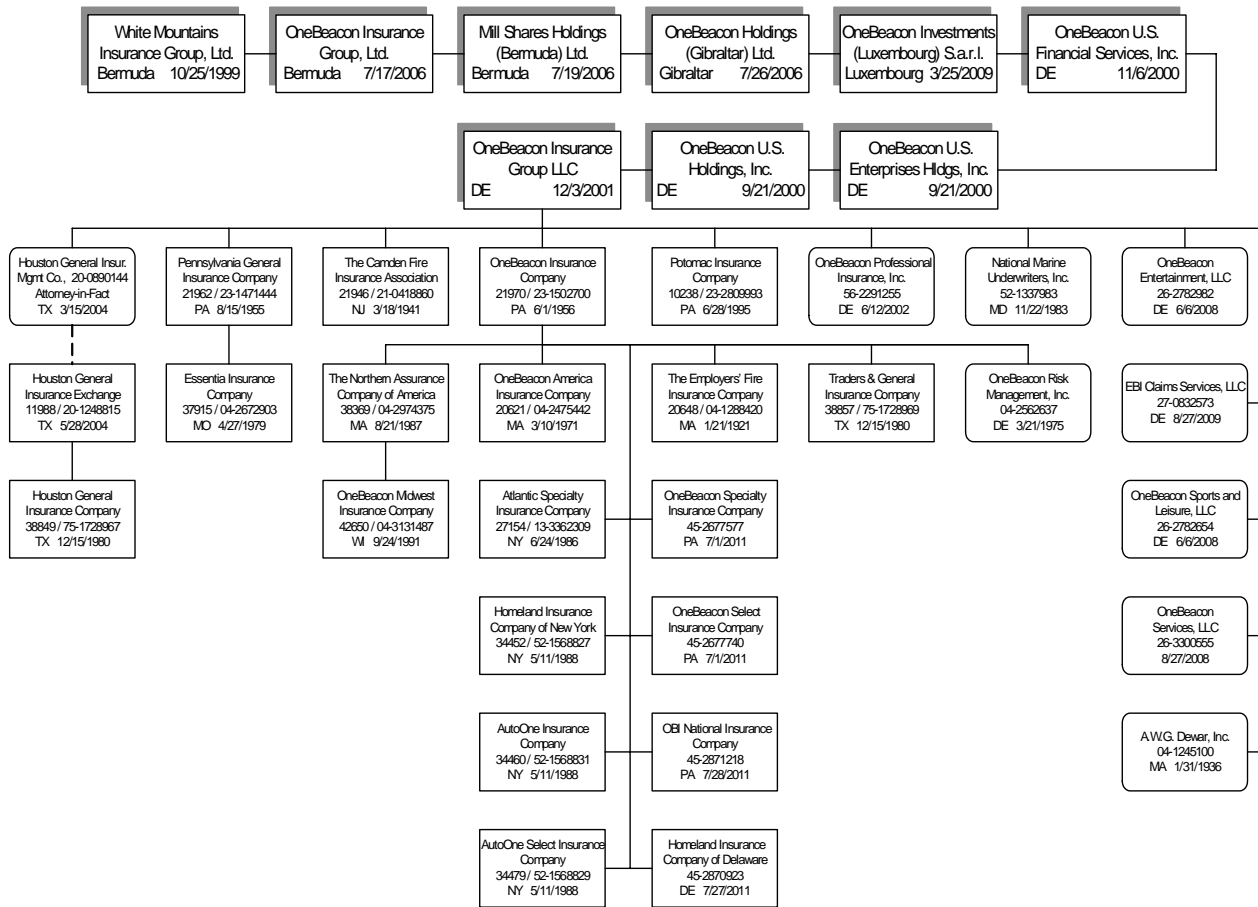 White Mountains
Insurance Group, Ltd.
Bermuda 10/25/1999
OneBeacon Insurance
Group, Ltd.
Bermuda 7/17/2006
Mill Shares Holdings
(Bermuda) Ltd.
Bermuda 7/19/2006
OneBeacon Holdings
(Gibraltar) Ltd.
Gibraltar 7/26/2006
OneBeacon Investments
(Luxembourg) S.a.r.l.
Luxembourg 3/25/2009
OneBeacon U.S.
Financial Services, Inc.
DE 11/6/2000
OneBeacon Insurance
Group LLC
DE 12/3/2001
OneBeacon U.S.
Holdings, Inc.
DE 9/21/2000
OneBeacon U.S.
Enterprises Hldgs, Inc.
DE 9/21/2000
Houston General Insur.
Mgmt Co., 20-0890144
Attorney-in-Fact
TX 3/15/2004
Pennsylvania General
Insurance Company
21962 / 23-1471444
PA 8/15/1955
The Camden Fire
Insurance Association
21946 / 21-0418860
NJ 3/18/1941
OneBeacon Insurance
Company
21970 / 23-1502700
PA 6/1/1956
Potomac Insurance
Company
10238 / 23-2809993
PA 6/28/1995
OneBeacon Professional
Insurance, Inc.
56-2291255
DE 6/12/2002
National Marine
Underwriters, Inc.
52-1337983
MD 11/22/1983
OneBeacon
Entertainment, LLC
26-2782982
DE 6/6/2008
Houston General
Insurance Exchange
11988 / 20-1248815
TX 5/28/2004
Essentia Insurance
Company
37915 / 04-2672903
MO 4/27/1979
The Northern Assurance
Company of America
38369 / 04-2974375
MA 8/21/1987
OneBeacon America
Insurance Company
20621 / 04-2475442
MA 3/10/1971
The Employers' Fire
Insurance Company
20648 / 04-1288420
MA 1/21/1921
Traders & General
Insurance Company
38857 / 75-1728969
TX 12/15/1980
OneBeacon Risk
Management, Inc.
04-2562637
DE 3/21/1975
EBI Claims Services, LLC
27-0832573
DE 8/27/2009
Houston General
Insurance Company
38849 / 75-1728967
TX 12/15/1980
OneBeacon Midwest
Insurance Company
42650 / 04-3131487
WI 9/24/1991
Atlantic Specialty
Insurance Company
27154 / 13-3362309
NY 6/24/1986
OneBeacon Specialty
Insurance Company
45-2677577
PA 7/1/2011
OneBeacon Sports and
Leisure, LLC
26-2782654
DE 6/6/2008
Homeland Insurance
Company of New York
34452 / 52-1568827
NY 5/11/1988
OneBeacon Select
Insurance Company
45-2677740
PA 7/1/2011
OneBeacon
Services, LLC
26-3300555
8/27/2008
AutoOne Insurance
Company
34460 / 52-1568831
NY 5/11/1988
OBI National Insurance
Company
45-2871218
PA 7/28/2011
A.W.G. Dewar, Inc.
04-1245100
MA 1/31/1936
AutoOne Select Insurance
Company
34479 / 52-1568829
NY 5/11/1988
Homeland Insurance
Company of Delaware
45-2870923
DE 7/27/2011